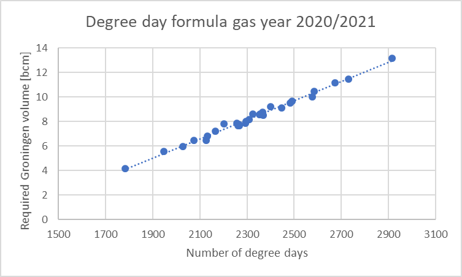 Degree day formula gas year 2020/2021
Required Groningen volume [bcm]
14
12
10
8
6
4
2
0
1500 1700 1900 2100 2300 2500 2700 2900 3100
Number of degree days